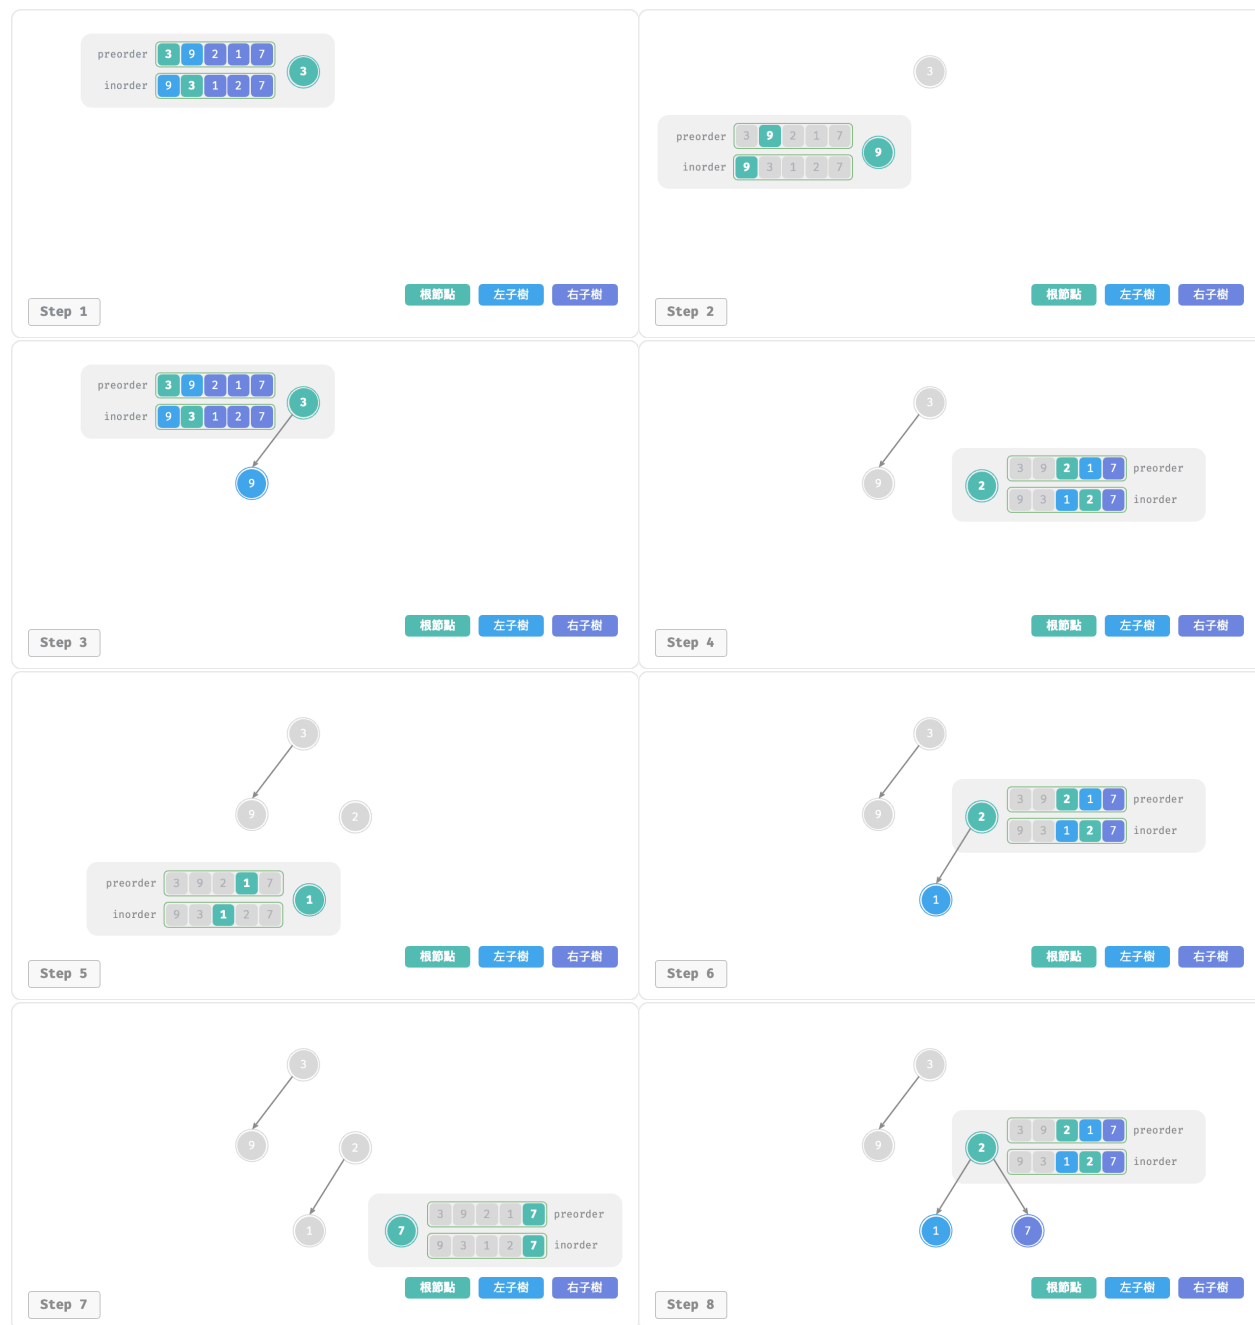 preorder 3 9 2 1 7
3
inorder 9 3 1 2 7
根節點 左子樹 右子樹
Step 1
3
preorder 3 9 2 1 7
9
inorder 9 3 1 2 7
根節點 左子樹 右子樹
Step 2
preorder 3 9 2 1 7
3
inorder 9 3 1 2 7
9
根節點 左子樹 右子樹
Step 3
3
9
2
3 9 2 1 7 preorder
9 3 1 2 7 inorder
根節點 左子樹 右子樹
Step 4
3
9
2
preorder 3 9 2 1 7
1
inorder 9 3 1 2 7
根節點 左子樹 右子樹
Step 5
3
9
2
3 9 2 1 7 preorder
9 3 1 2 7 inorder
1
根節點 左子樹 右子樹
Step 6
3
9
2
1
7
3 9 2 1 7 preorder
9 3 1 2 7 inorder
根節點 左子樹 右子樹
Step 7
3
9
2
3 9 2 1 7 preorder
9 3 1 2 7 inorder
1
7
根節點 左子樹 右子樹
Step 8